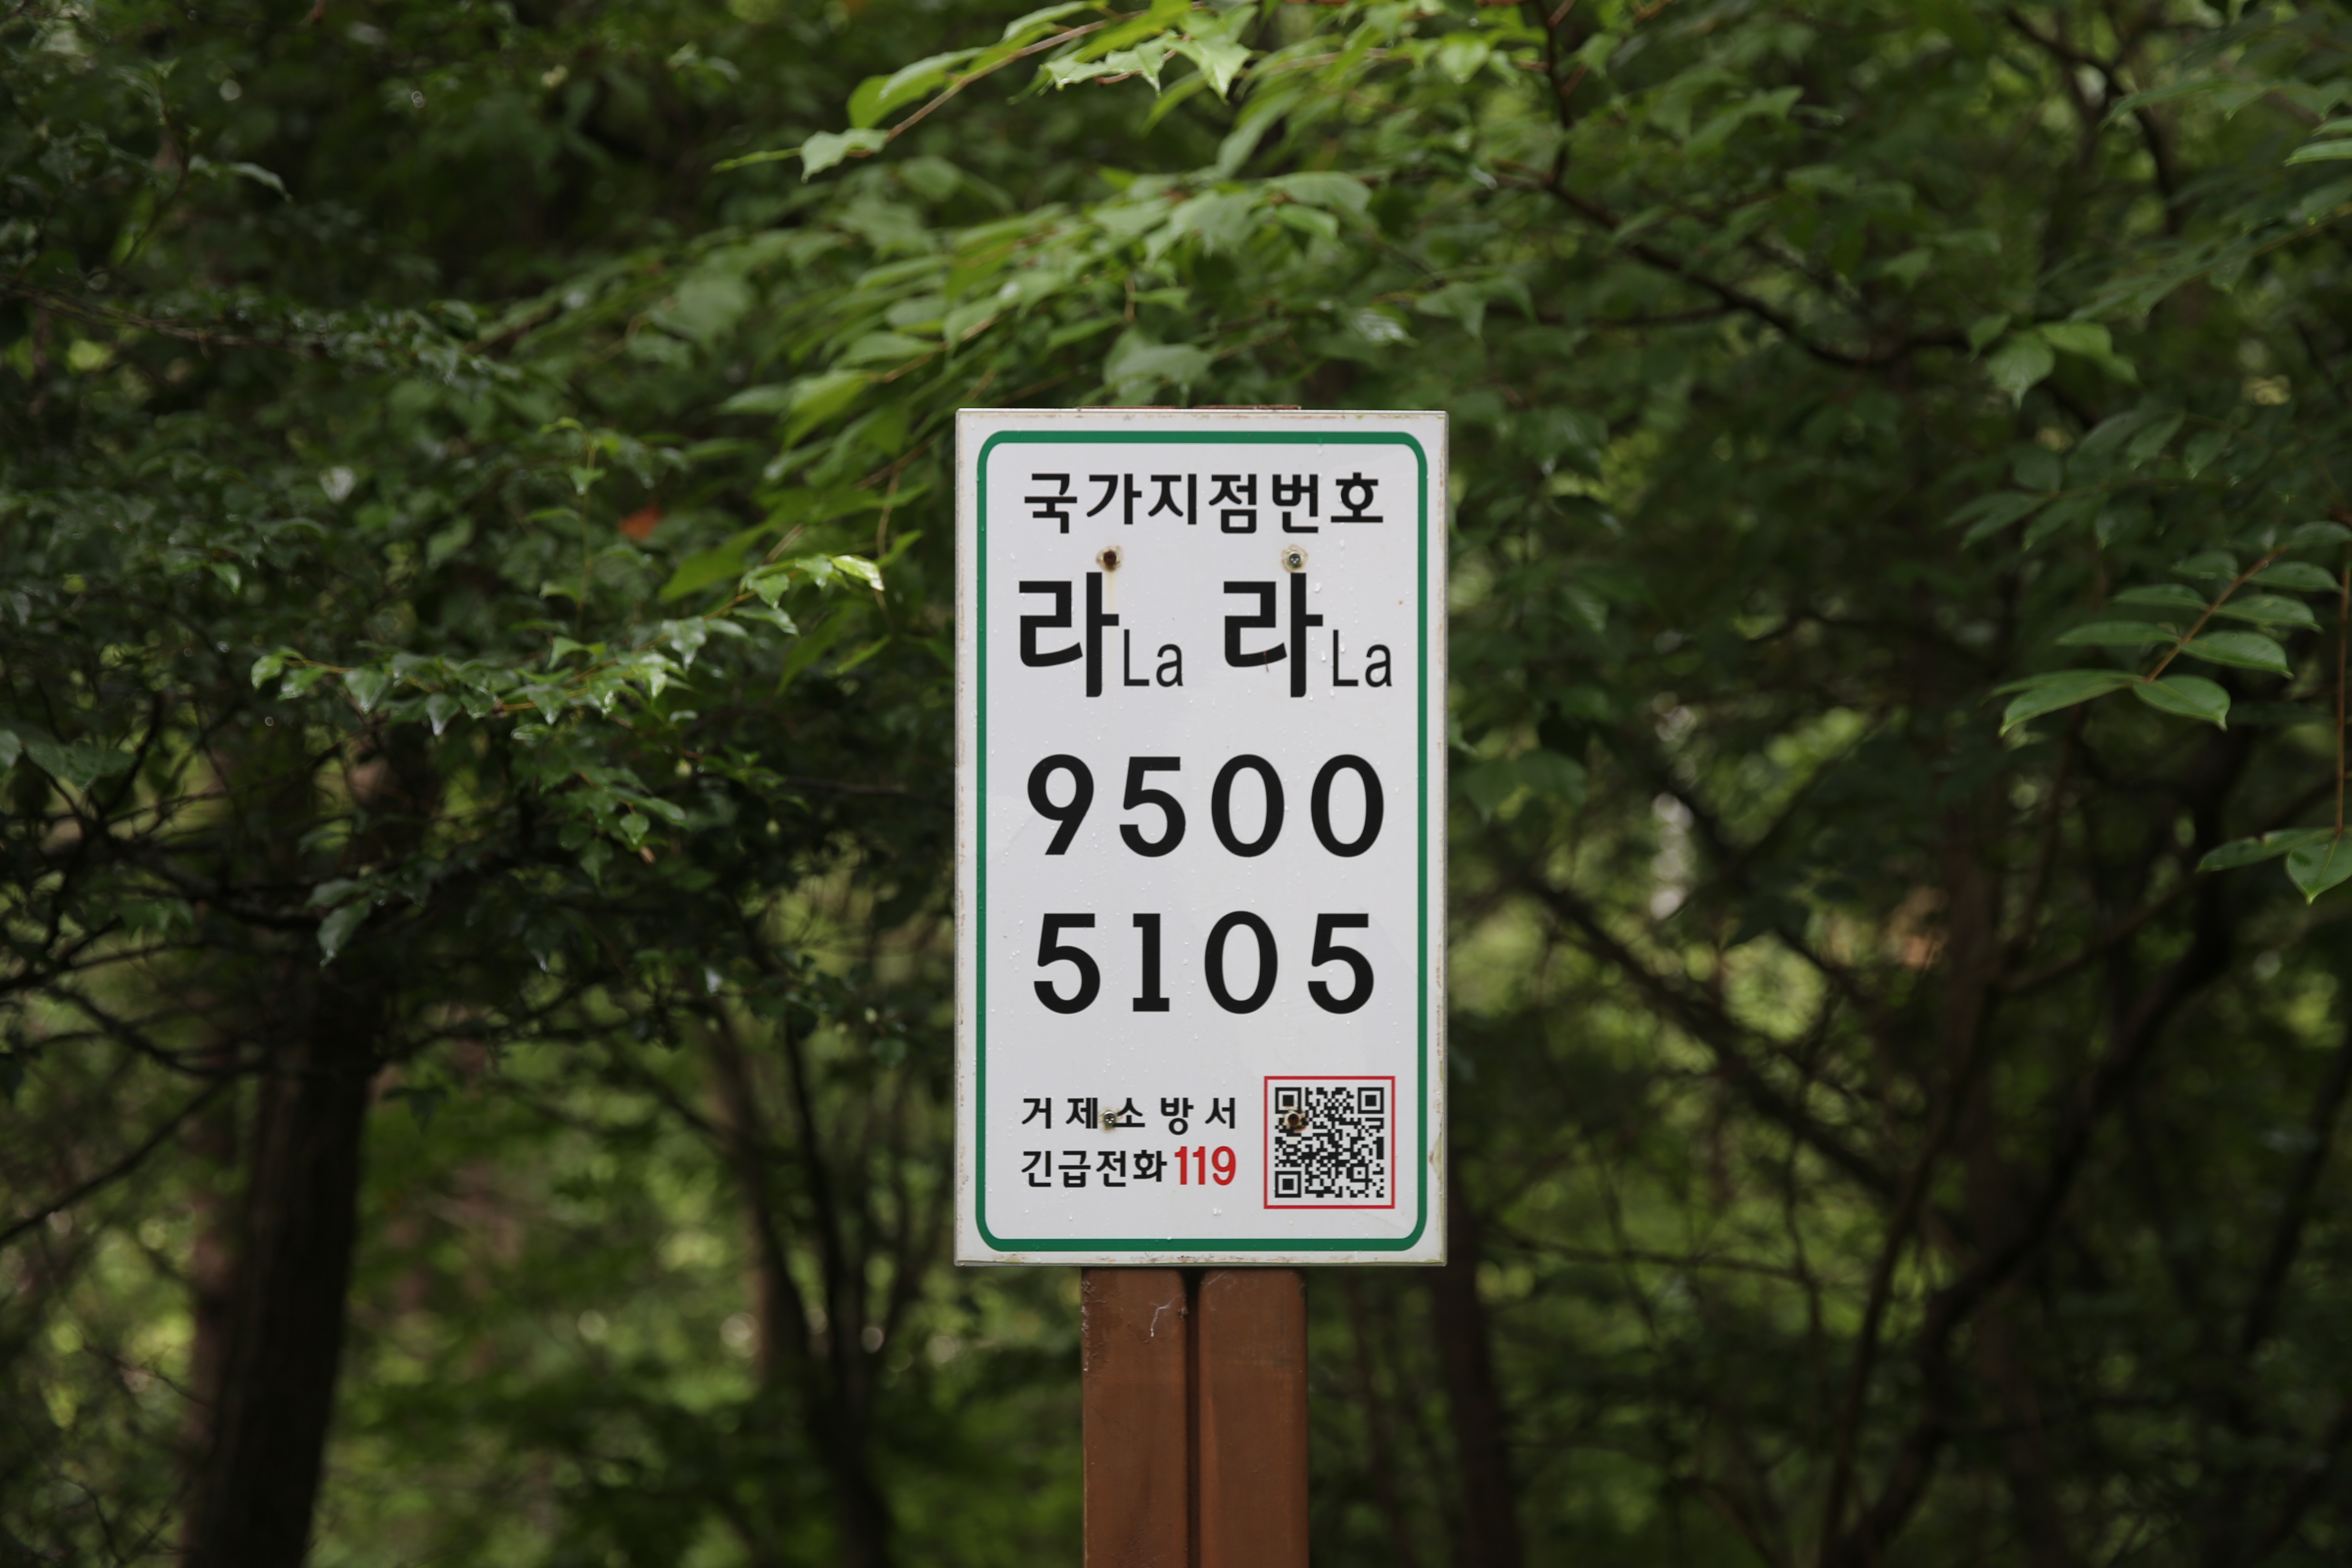 국가지점번호
라La 라La
9500
5105
거제소방서
긴급전화119